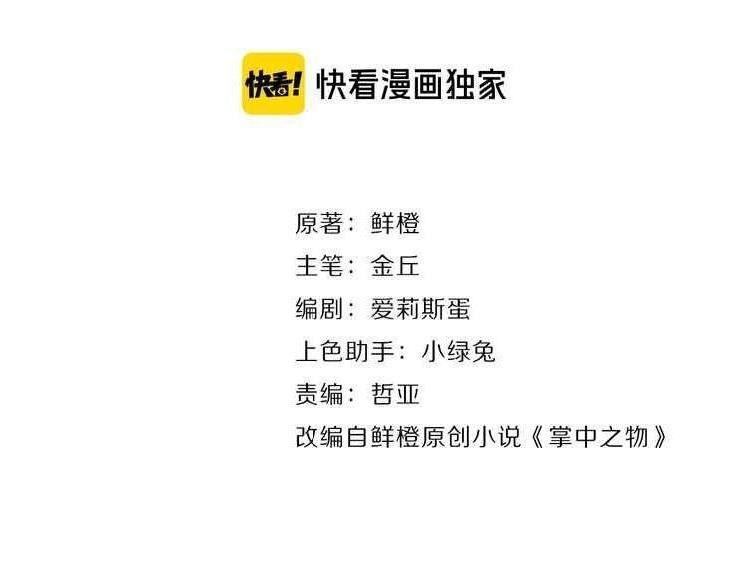 快看! 快看漫画独家
原著：鲜橙
主笔：金丘
编剧：爱莉斯蛋
上色助手：小绿兔
责编：哲亚
改编自鲜橙原创小说《掌中之物》